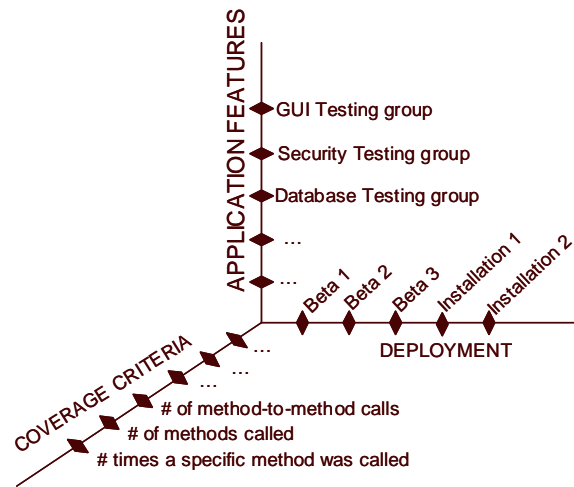 APPLICATION FEATURES
GUI Testing group
Security Testing group
Database Testing group
...
...
Beta 1
Beta 2
Beta 3
Installation 1
Installation 2
DEPLOYMENT
COVERAGE CRITERIA
...
...
...
# of method-to-method calls
# of methods called
# times a specific method was called